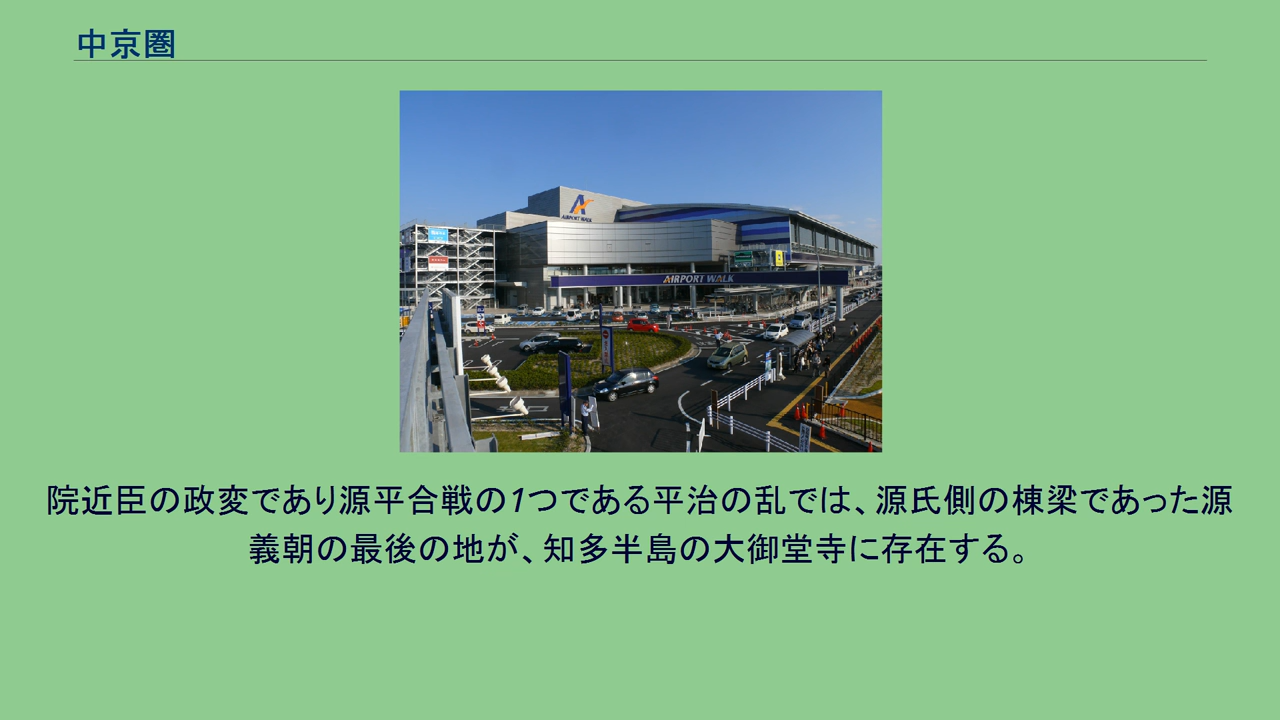 中京圏
AIRPORT WALK
AIRPORT WALK
院近臣の政変であり源平合戦の1つである平治の乱では、源氏側の棟梁であった源
義朝の最後の地が、知多半島の大御堂寺に存在する。